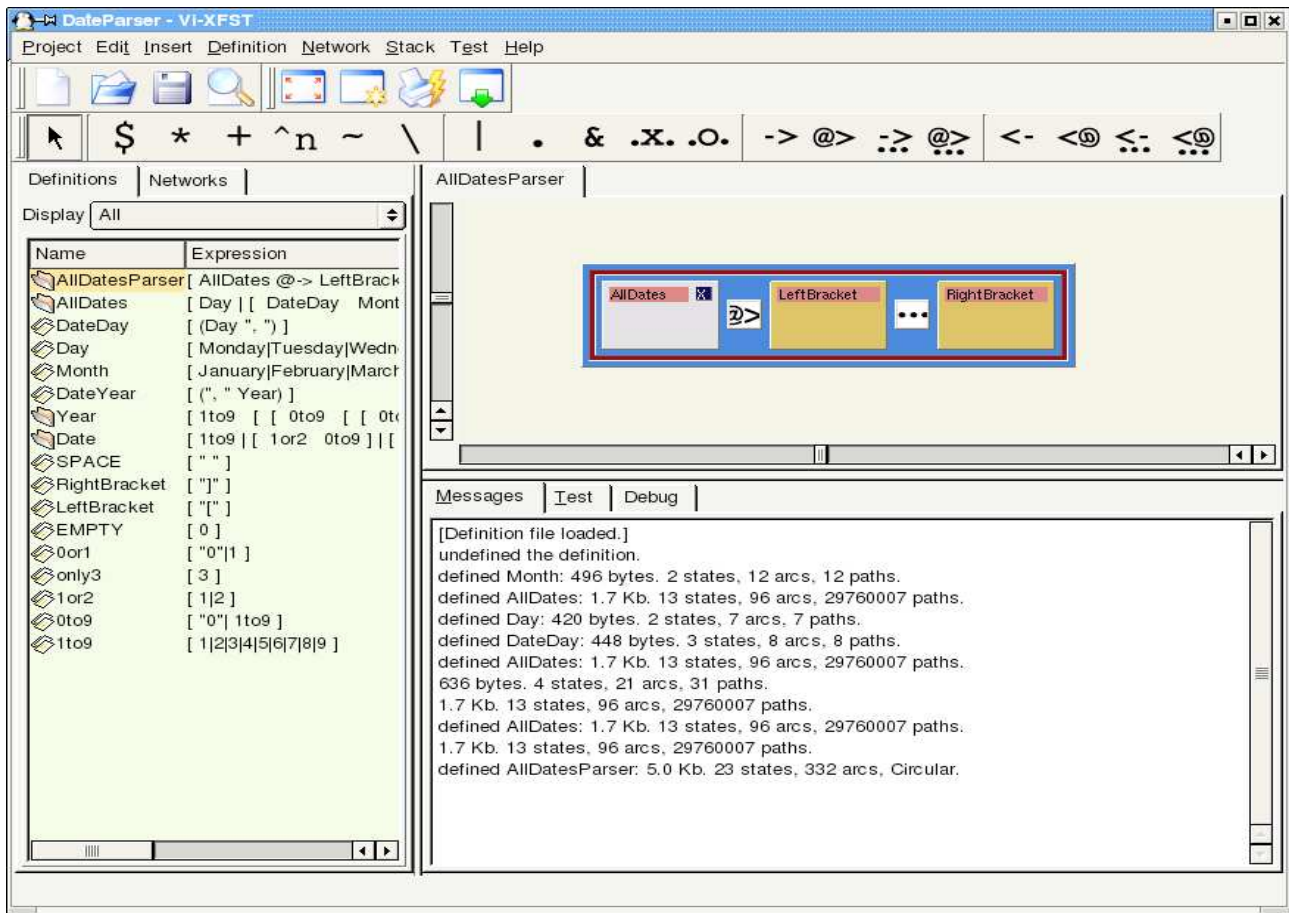 DateParser - Vi-XFST
Project Edit Insert Definition Network Stack Test Help
$ * + ^n ~ \ | . & .x. .o. -> @> :-> @> <- <@ <-: <@
Definitions Networks
Display All
Name Expression
AllDatesParser [ AllDates @-> LeftBrack
AllDates [ Day | [ DateDay Mont
DateDay [ (Day ", ") ]
Day [ Monday|Tuesday|Wedn
Month [ January|February|March
DateYear [ (", " Year) ]
Year [ 1to9 [ [ 0to9 [ [ 0to
Date [ 1to9 | [ 1or2 0to9 ] | [
SPACE [ " " ]
RightBracket [ "]" ]
LeftBracket [ "[" ]
EMPTY [ 0 ]
0or1 [ "0"|1 ]
only3 [ 3 ]
1or2 [ 1|2 ]
0to9 [ "0"| 1to9 ]
1to9 [ 1|2|3|4|5|6|7|8|9 ]
AllDatesParser
AllDates X @> LeftBracket ... RightBracket
Messages Test Debug
[Definition file loaded.]
undefined the definition.
defined Month: 496 bytes. 2 states, 12 arcs, 12 paths.
defined AllDates: 1.7 Kb. 13 states, 96 arcs, 29760007 paths.
defined Day: 420 bytes. 2 states, 7 arcs, 7 paths.
defined DateDay: 448 bytes. 3 states, 8 arcs, 8 paths.
defined AllDates: 1.7 Kb. 13 states, 96 arcs, 29760007 paths.
636 bytes. 4 states, 21 arcs, 31 paths.
1.7 Kb. 13 states, 96 arcs, 29760007 paths.
defined AllDates: 1.7 Kb. 13 states, 96 arcs, 29760007 paths.
1.7 Kb. 13 states, 96 arcs, 29760007 paths.
defined AllDatesParser: 5.0 Kb. 23 states, 332 arcs, Circular.